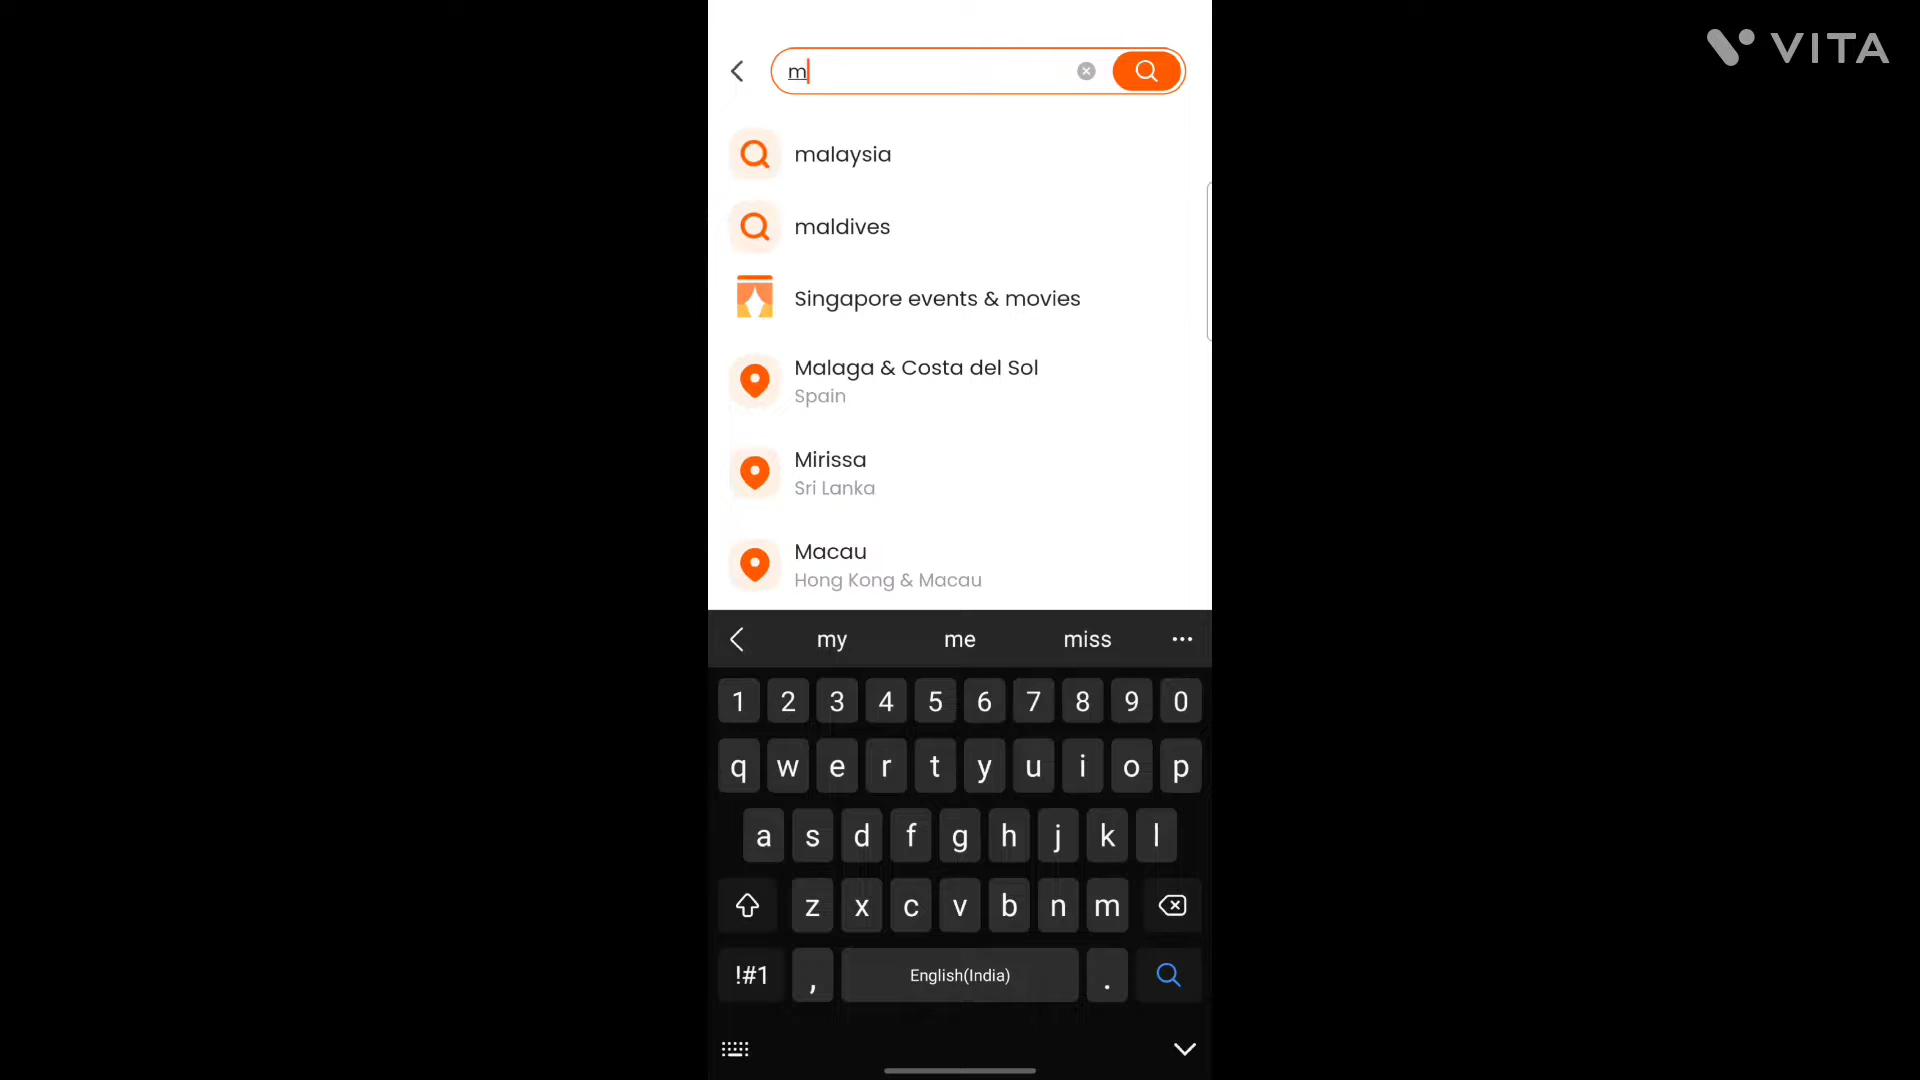 VITA
m
malaysia
maldives
Singapore events & movies
Malaga & Costa del Sol
Spain
Mirissa
Sri Lanka
Macau
Hong Kong & Macau
my me miss
1 2 3 4 5 6 7 8 9 0
q w e r t y u i o p
a s d f g h j k l
z x c v b n m
!#1 , English(India) .